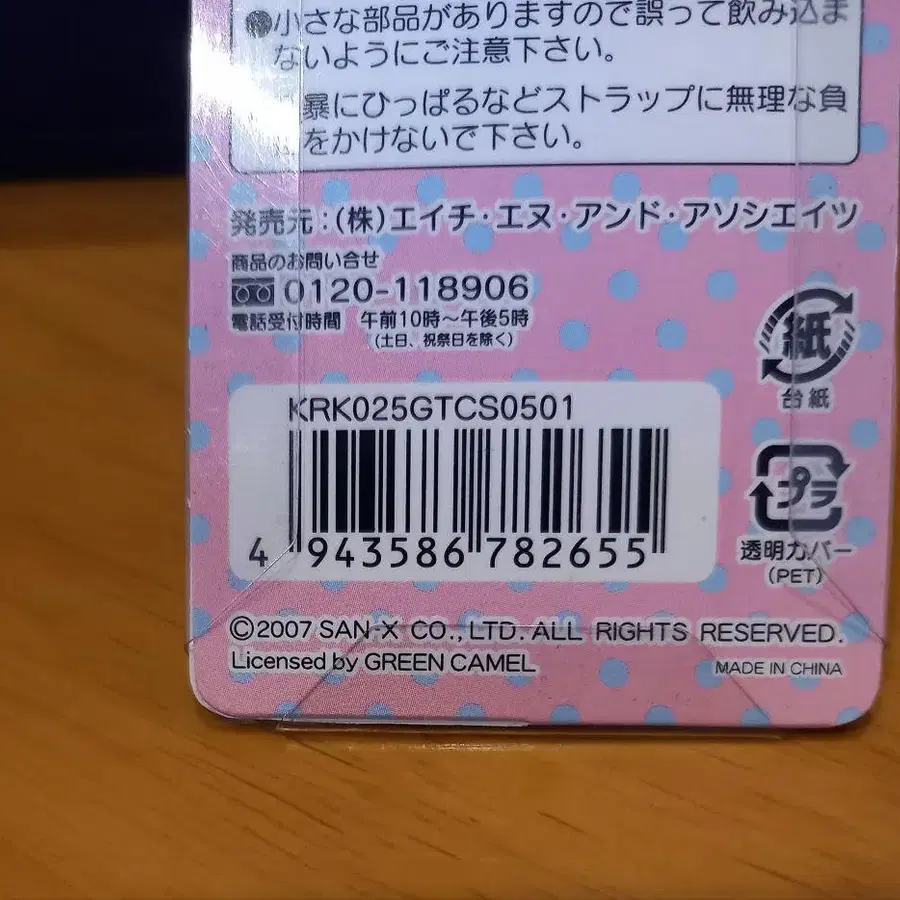 ●小さな部品がありますので誤って飲み込ま
ないようにご注意下さい。
暴にひっぱるなどストラップに無理な負
をかけないで下さい。
発売元:(株)エイチ・エヌ・アンド・アソシエイツ
商品のお問い合せ
0120-118906
電話受付時間 午前10時~午後5時
(土日、祝祭日を除く)
紙
台紙
KRK025GTCS0501
4 943586 782655
プラ
透明カバー
(PET)
©2007 SAN-X CO., LTD. ALL RIGHTS RESERVED.
Licensed by GREEN CAMEL
MADE IN CHINA